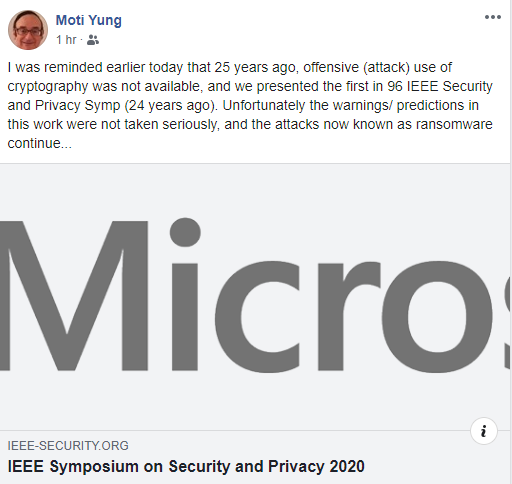 Moti Yung
1 hr ·
I was reminded earlier today that 25 years ago, offensive (attack) use of
cryptography was not available, and we presented the first in 96 IEEE Security
and Privacy Symp (24 years ago). Unfortunately the warnings/ predictions in
this work were not taken seriously, and the attacks now known as ransomware
continue...
Micros
i
IEEE-SECURITY.ORG
IEEE Symposium on Security and Privacy 2020